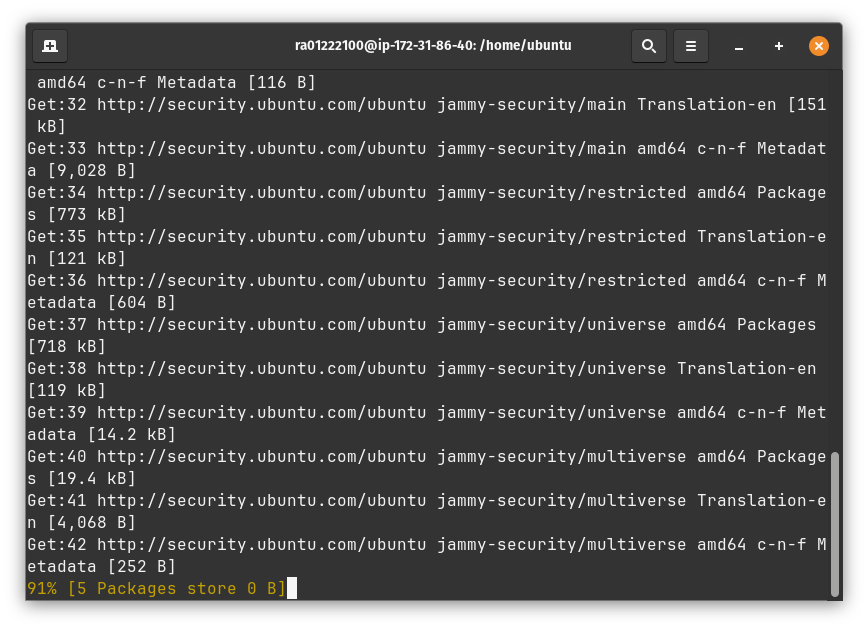 ra01222100@ip-172-31-86-40: /home/ubuntu
 amd64 c-n-f Metadata [116 B]
Get:32 http://security.ubuntu.com/ubuntu jammy-security/main Translation-en [151
 kB]
Get:33 http://security.ubuntu.com/ubuntu jammy-security/main amd64 c-n-f Metadat
a [9,028 B]
Get:34 http://security.ubuntu.com/ubuntu jammy-security/restricted amd64 Package
s [773 kB]
Get:35 http://security.ubuntu.com/ubuntu jammy-security/restricted Translation-e
n [121 kB]
Get:36 http://security.ubuntu.com/ubuntu jammy-security/restricted amd64 c-n-f M
etadata [604 B]
Get:37 http://security.ubuntu.com/ubuntu jammy-security/universe amd64 Packages
[718 kB]
Get:38 http://security.ubuntu.com/ubuntu jammy-security/universe Translation-en
[119 kB]
Get:39 http://security.ubuntu.com/ubuntu jammy-security/universe amd64 c-n-f Met
adata [14.2 kB]
Get:40 http://security.ubuntu.com/ubuntu jammy-security/multiverse amd64 Package
s [19.4 kB]
Get:41 http://security.ubuntu.com/ubuntu jammy-security/multiverse Translation-e
n [4,068 B]
Get:42 http://security.ubuntu.com/ubuntu jammy-security/multiverse amd64 c-n-f M
etadata [252 B]
91% [5 Packages store 0 B]